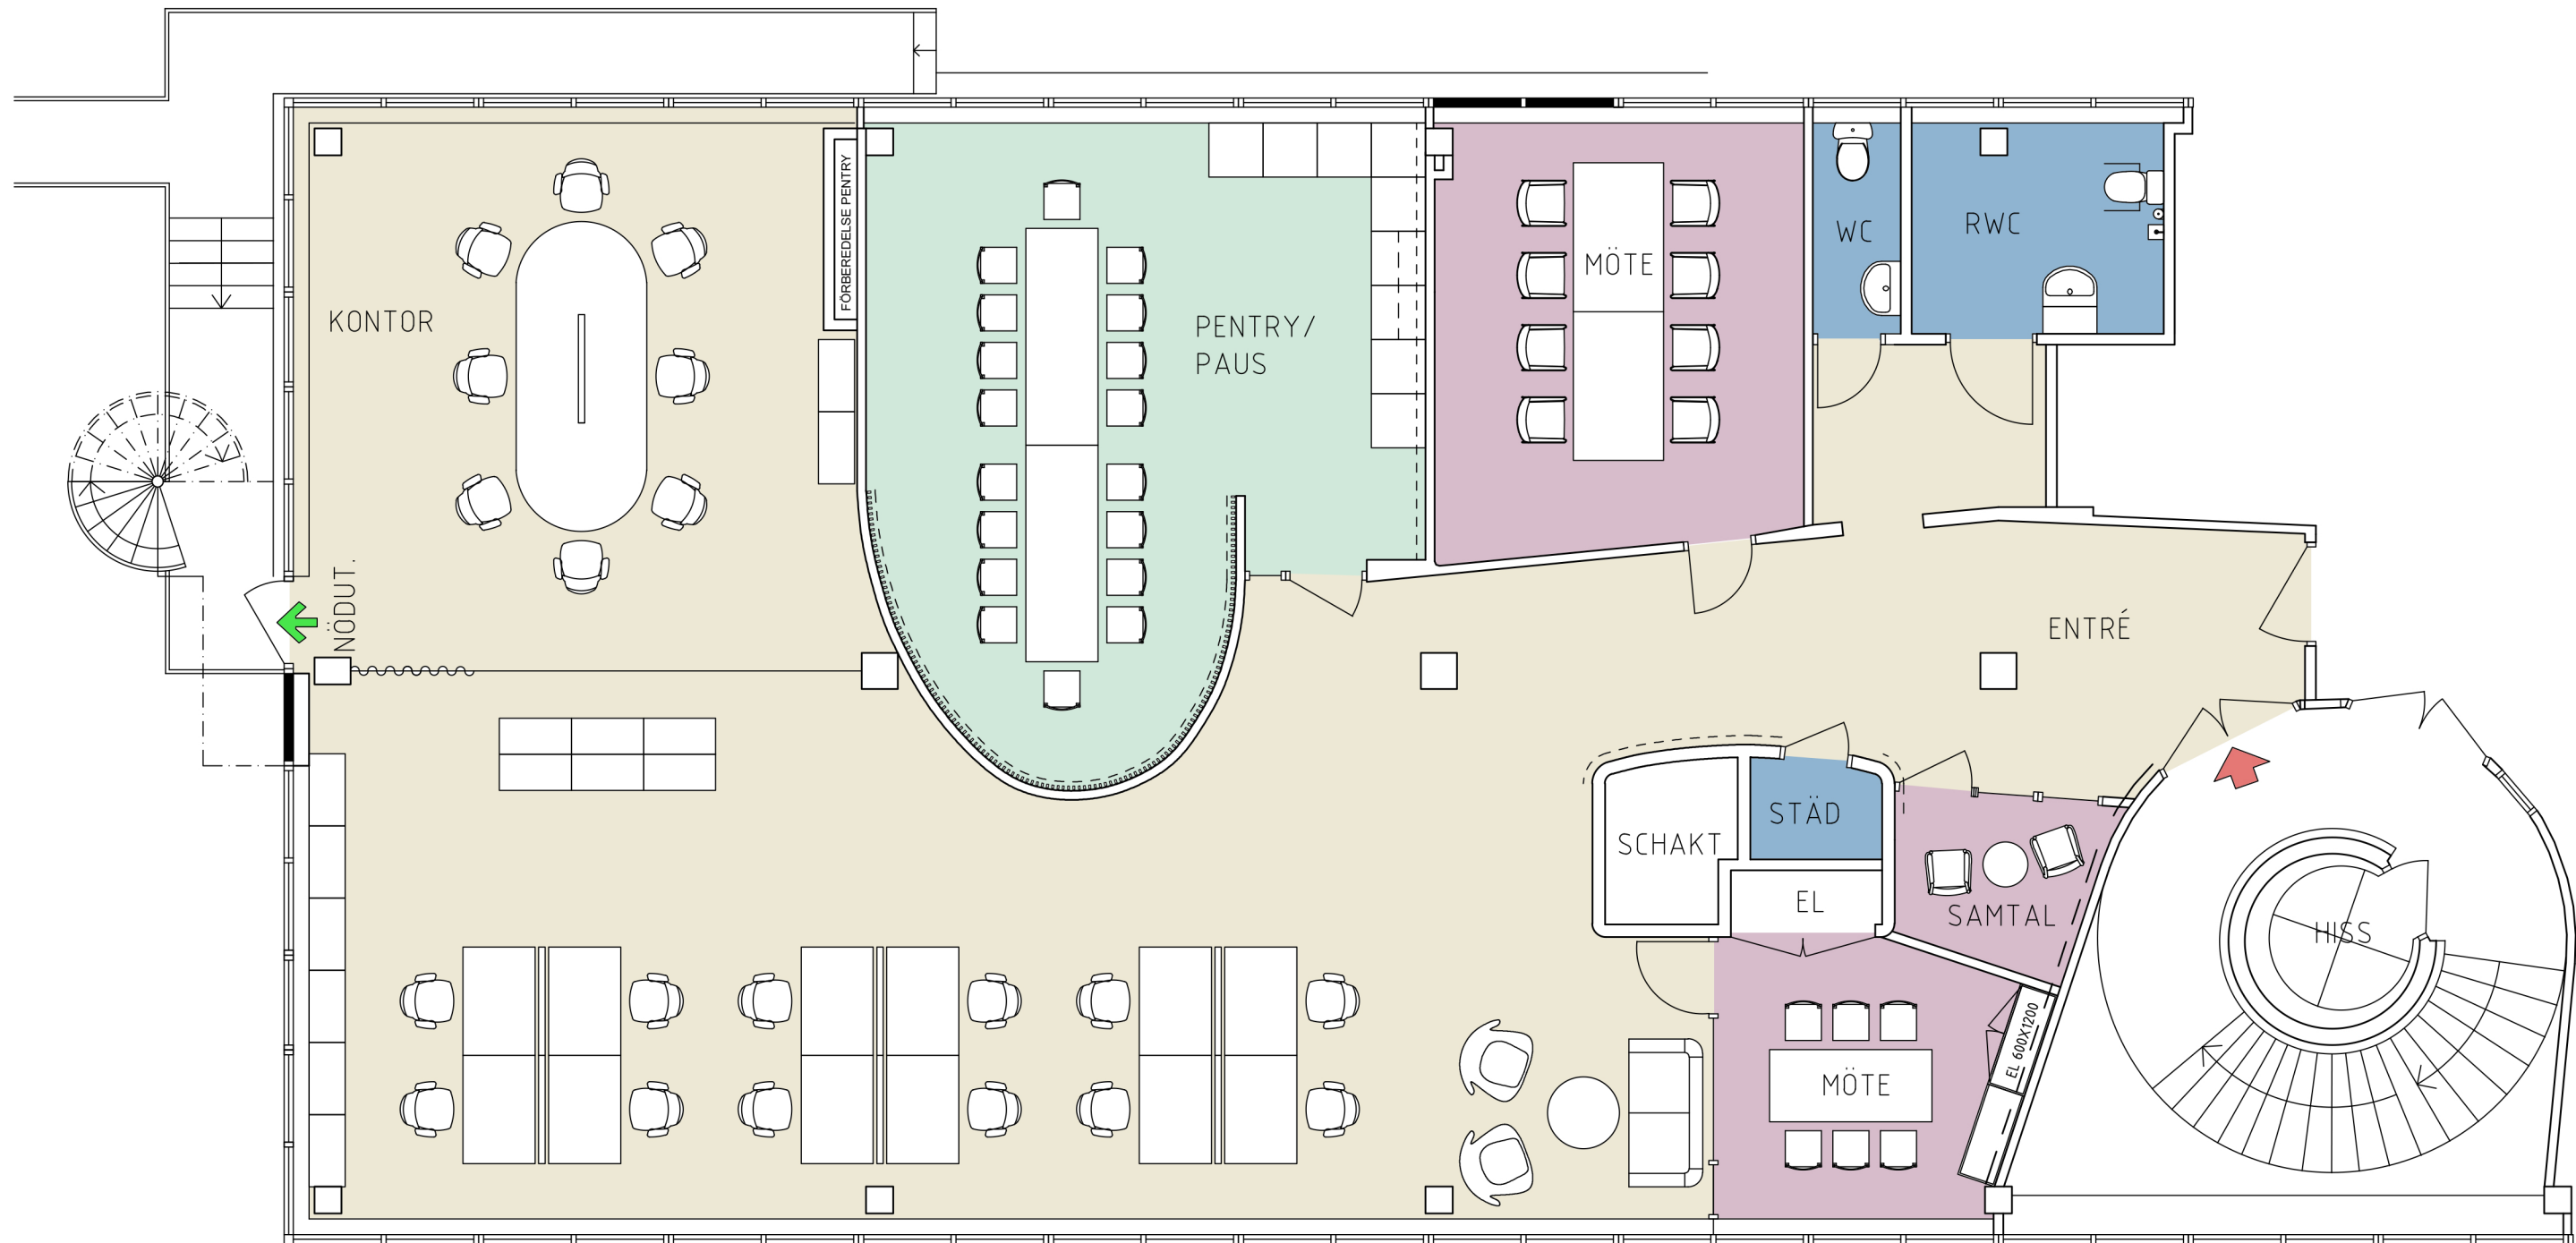 FÖRBEREDELSE PENTRY
KONTOR
PENTRY/
PAUS
MÖTE
WC
RWC
NÖDUT.
ENTRÉ
STÄD
SCHAKT
EL
SAMTAL
HISS
EL 600X1200
MÖTE